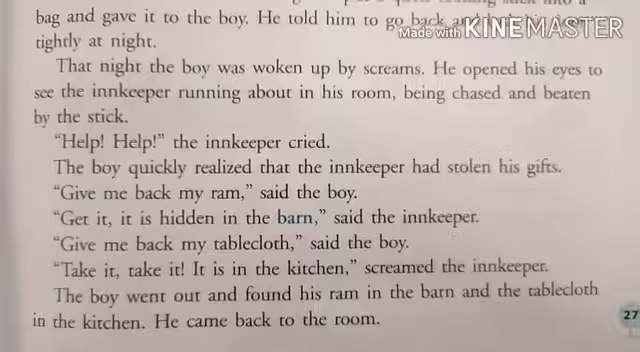 bag and gave it to the boy. He told him to go back
Made with KINEMASTER
tightly at night.
That night the boy was woken up by screams. He opened his eyes to
see the innkeeper running about in his room, being chased and beaten
by the stick.
"Help! Help!" the innkeeper cried.
The boy quickly realized that the innkeeper had stolen his gifts.
"Give me back my ram," said the boy.
"Get it, it is hidden in the barn," said the innkeeper.
"Give me back my tablecloth," said the boy.
"Take it, take it! It is in the kitchen," screamed the innkeeper.
The boy went out and found his ram in the barn and the tablecloth
in the kitchen. He came back to the room.
27